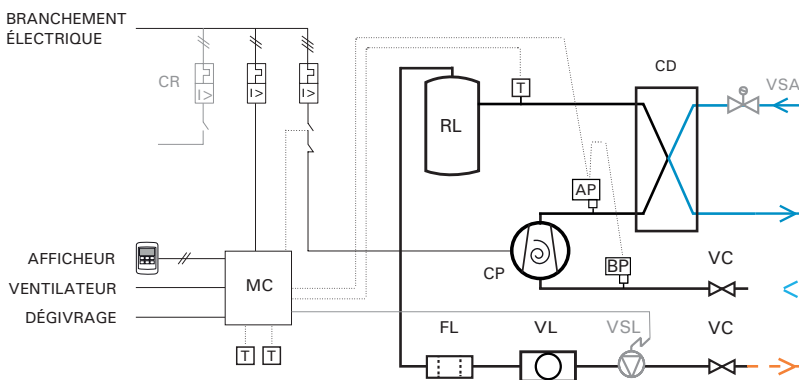 BRANCHEMENT
ÉLECTRIQUE
CR
I>
I>
I>
T
CD
VSA
RL
AP
AFFICHEUR
VENTILATEUR
DÉGIVRAGE
MC
CP
BP
VC
T
T
FL
VL
VSL
VC